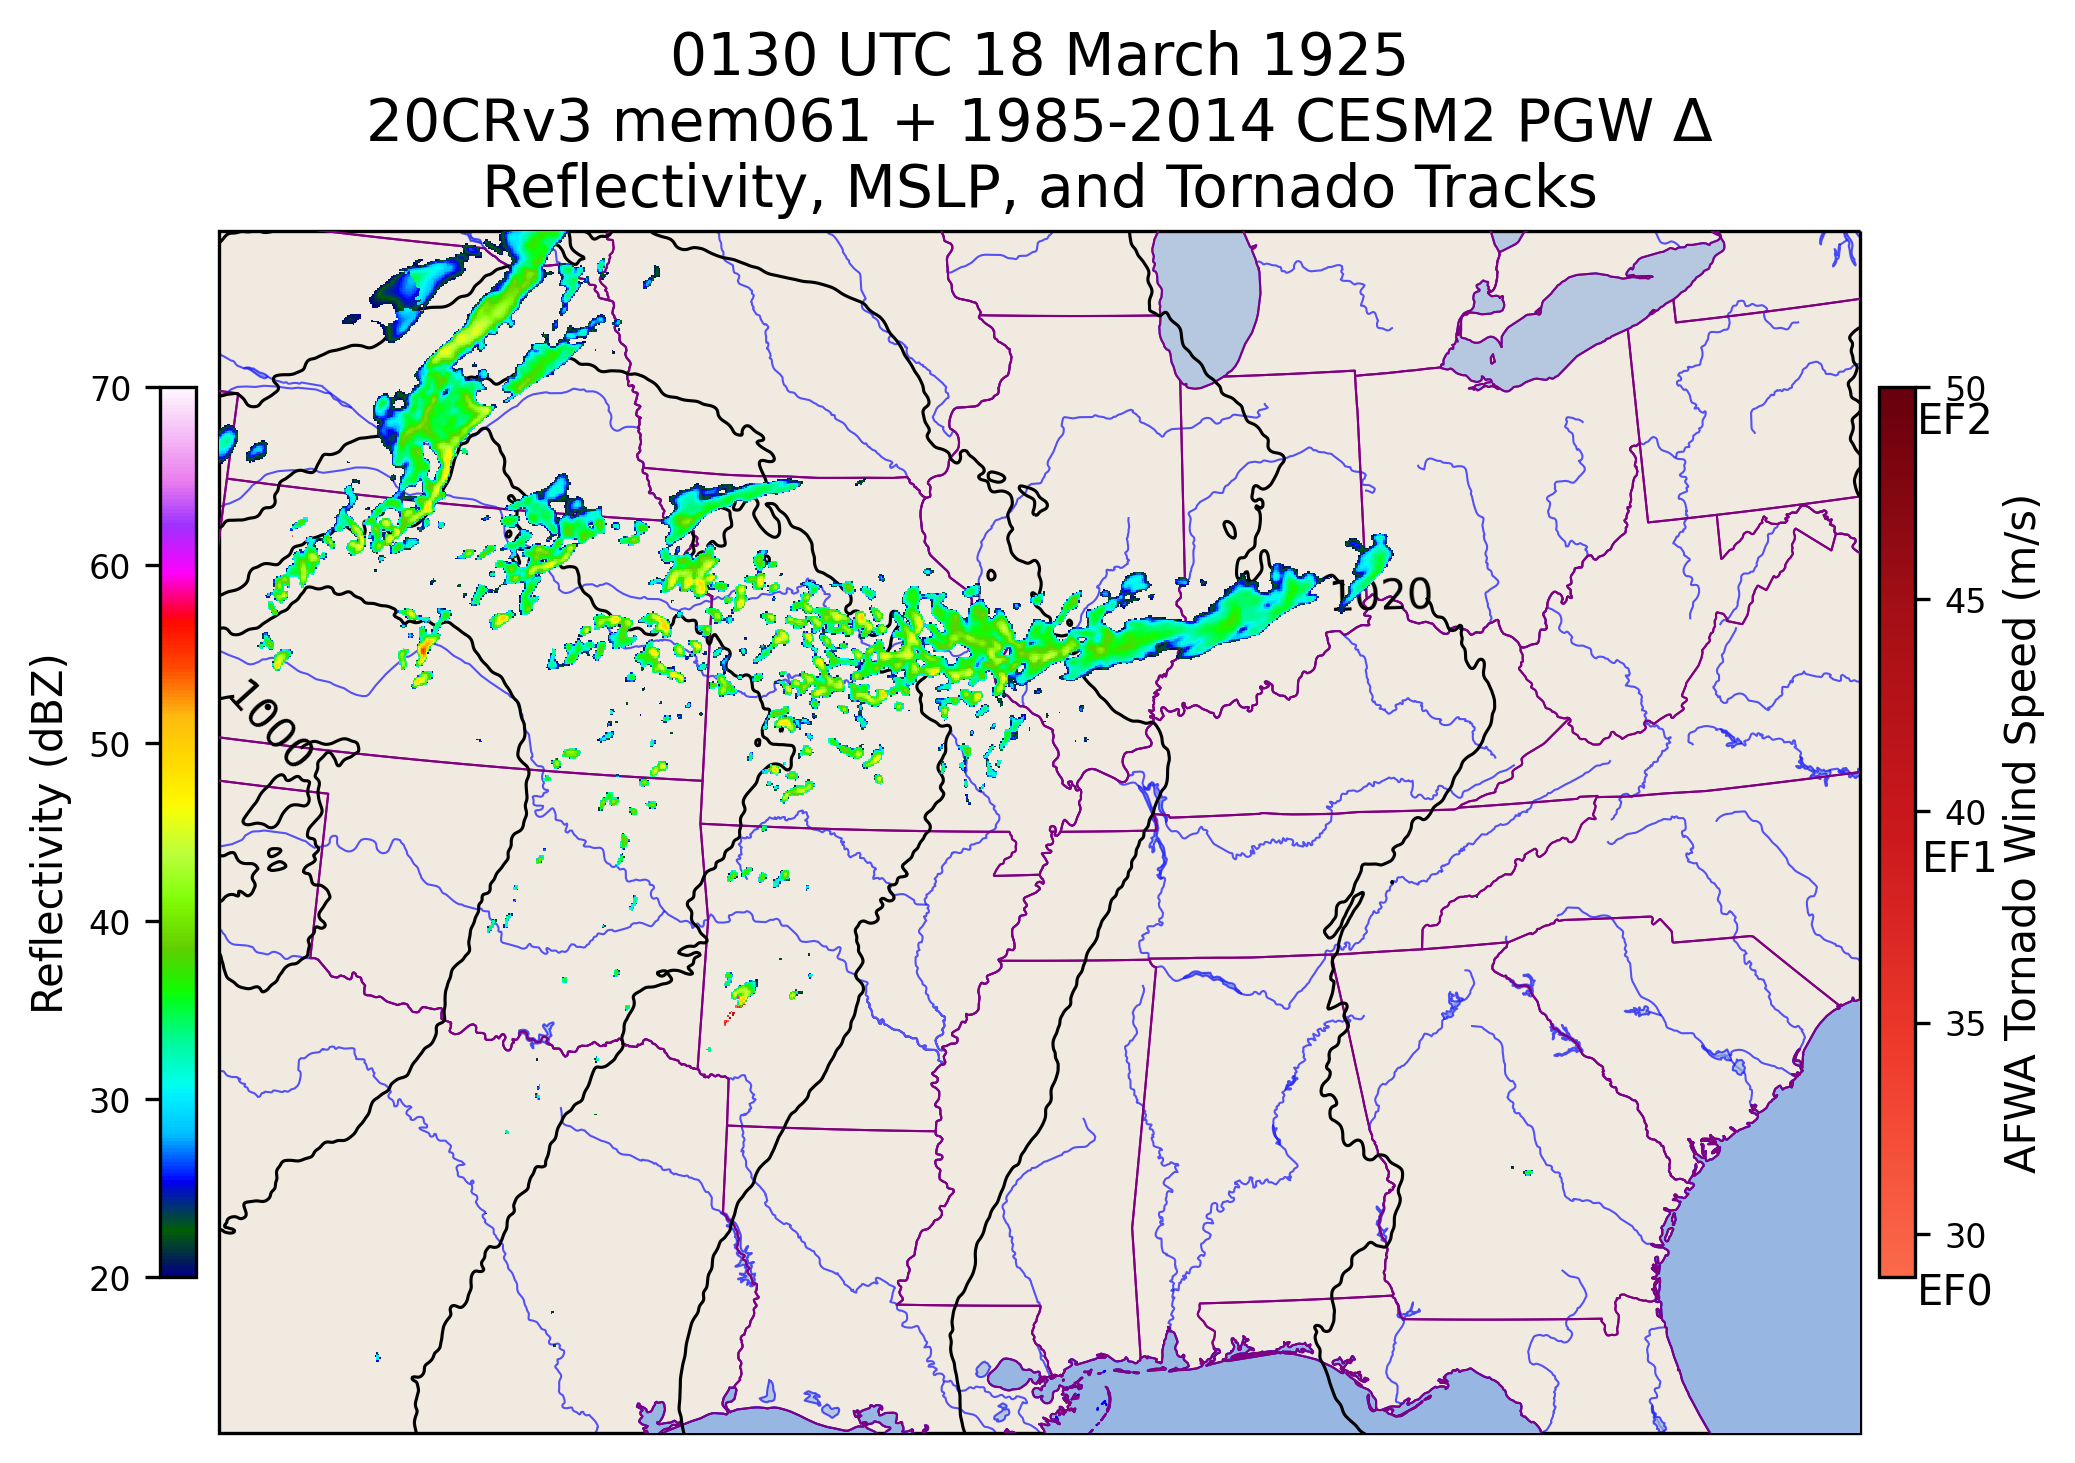 0130 UTC 18 March 1925
20CRv3 mem061 + 1985-2014 CESM2 PGW Δ
Reflectivity, MSLP, and Tornado Tracks
70
60
50
40
30
20
Reflectivity (dBZ)
1000
1020
50
EF2
45
40
EF1
35
30
EF0
AFWA Tornado Wind Speed (m/s)